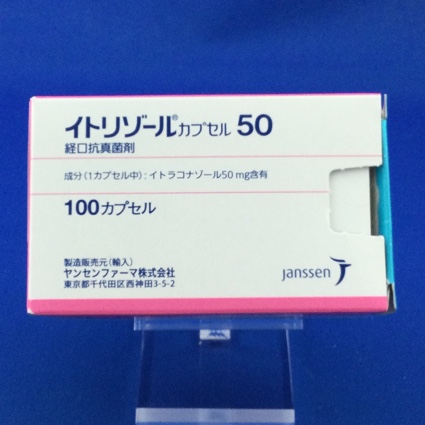 イトリゾール®カプセル 50
経口抗真菌剤
成分(1カプセル中):イトラコナゾール50 mg含有
100カプセル
製造販売元(輸入)
ヤンセンファーマ株式会社
東京都千代田区西神田3-5-2
janssen